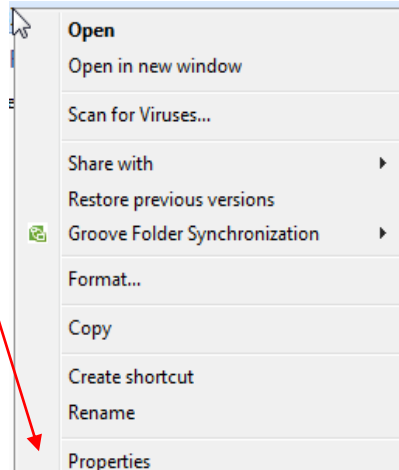 Open
Open in new window
Scan for Viruses...
Share with
Restore previous versions
Groove Folder Synchronization
Format...
Copy
Create shortcut
Rename
Properties